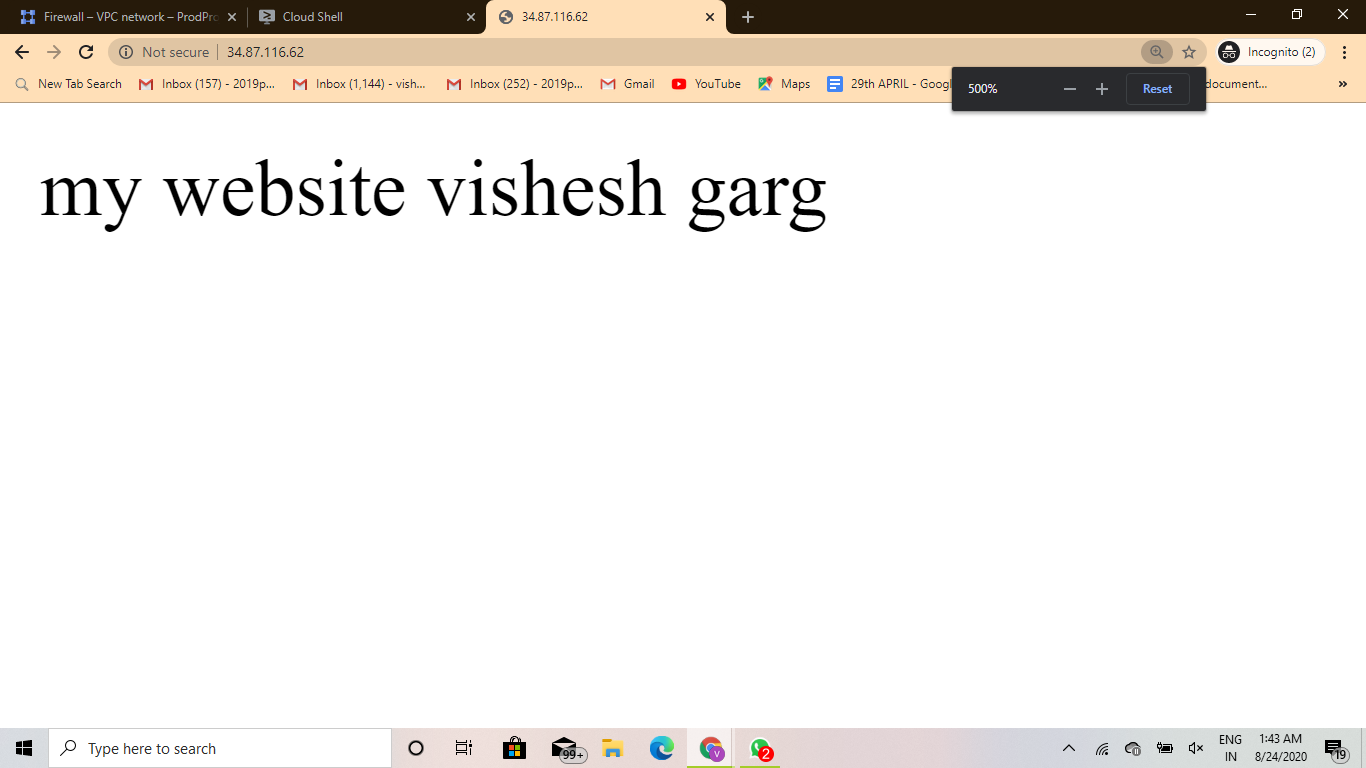 Firewall – VPC network – ProdPro
Cloud Shell
34.87.116.62
Not secure
34.87.116.62
Incognito (2)
New Tab Search
Inbox (157) - 2019p...
Inbox (1,144) - vish...
Inbox (252) - 2019p...
Gmail
YouTube
Maps
29th APRIL - Googl
document...
»
500%
Reset
my website vishesh garg
Type here to search
99+
V
2
ENG
IN
1:43 AM
8/24/2020
19